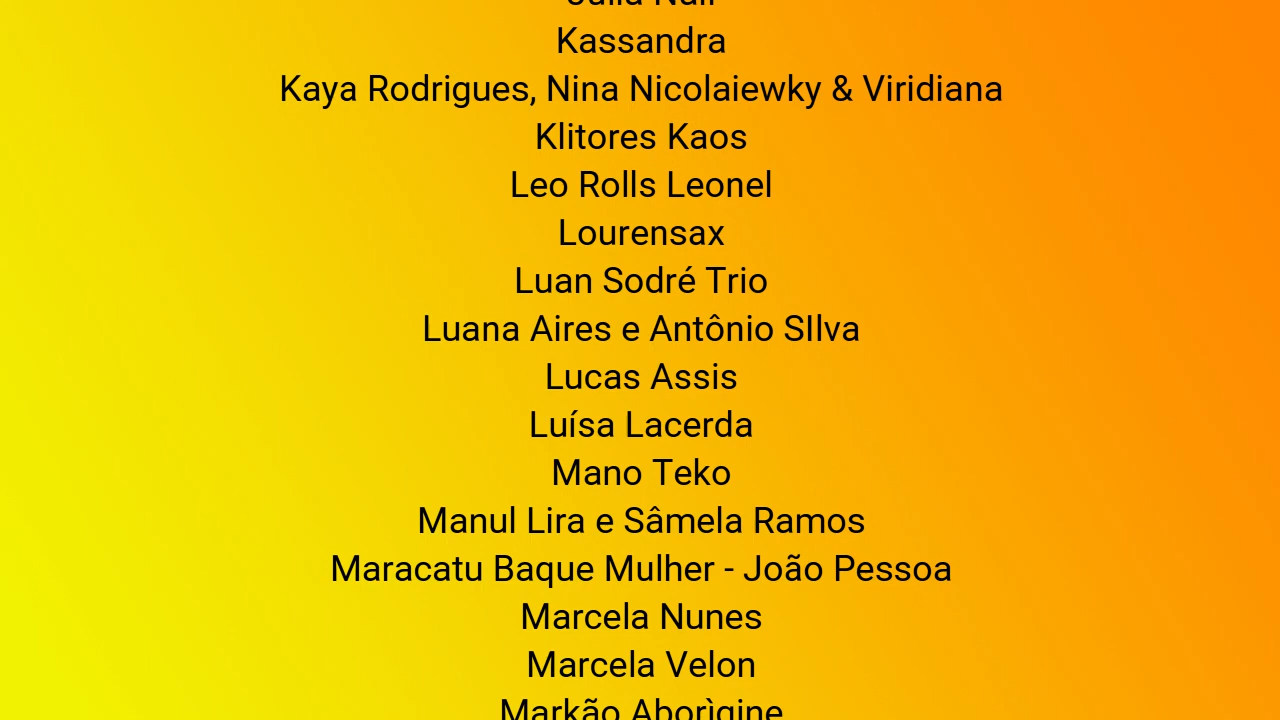 Kassandra
Kaya Rodrigues, Nina Nicolaiewky & Viridiana
Klitores Kaos
Leo Rolls Leonel
Lourensax
Luan Sodré Trio
Luana Aires e Antônio SIlva
Lucas Assis
Luísa Lacerda
Mano Teko
Manul Lira e Sâmela Ramos
Maracatu Baque Mulher - João Pessoa
Marcela Nunes
Marcela Velon
Markão Aborìgine